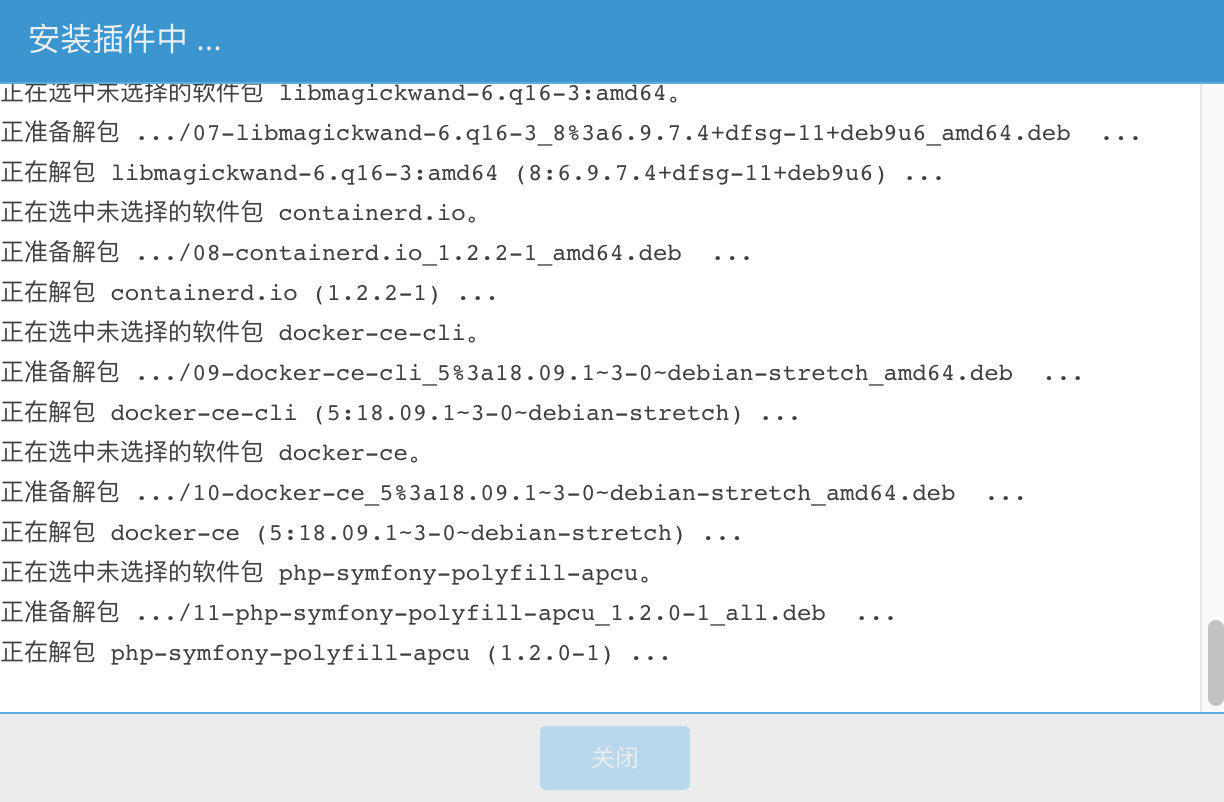 安装插件中 ...
正在选中未选择的软件包 libmagickwand-6.q16-3:amd64。
正准备解包 .../07-libmagickwand-6.q16-3_8%3a6.9.7.4+dfsg-11+deb9u6_amd64.deb ...
正在解包 libmagickwand-6.q16-3:amd64 (8:6.9.7.4+dfsg-11+deb9u6) ...
正在选中未选择的软件包 containerd.io。
正准备解包 .../08-containerd.io_1.2.2-1_amd64.deb ...
正在解包 containerd.io (1.2.2-1) ...
正在选中未选择的软件包 docker-ce-cli。
正准备解包 .../09-docker-ce-cli_5%3a18.09.1~3-0~debian-stretch_amd64.deb ...
正在解包 docker-ce-cli (5:18.09.1~3-0~debian-stretch) ...
正在选中未选择的软件包 docker-ce。
正准备解包 .../10-docker-ce_5%3a18.09.1~3-0~debian-stretch_amd64.deb ...
正在解包 docker-ce (5:18.09.1~3-0~debian-stretch) ...
正在选中未选择的软件包 php-symfony-polyfill-apcu。
正准备解包 .../11-php-symfony-polyfill-apcu_1.2.0-1_all.deb ...
正在解包 php-symfony-polyfill-apcu (1.2.0-1) ...
关闭